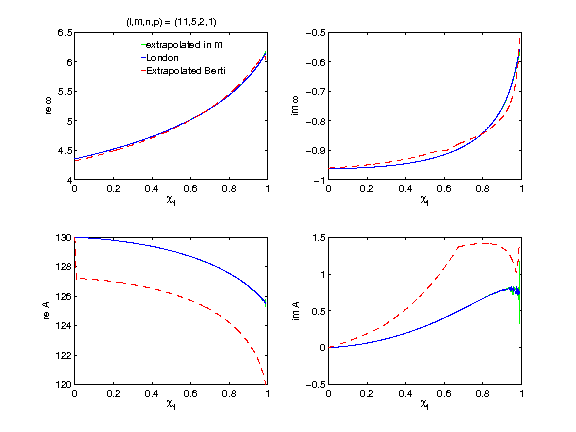 (l,m,n,p) = (11,5,2,1)
6.5
6
5.5
5
4.5
4
re ω
0 0.2 0.4 0.6 0.8 1
χf
extrapolated in m
London
Extrapolated Berti
-0.5
-0.6
-0.7
-0.8
-0.9
-1
im ω
0 0.2 0.4 0.6 0.8 1
χf
130
128
126
124
122
120
re A
0 0.2 0.4 0.6 0.8 1
χf
1.5
1
0.5
0
-0.5
im A
0 0.2 0.4 0.6 0.8 1
χf